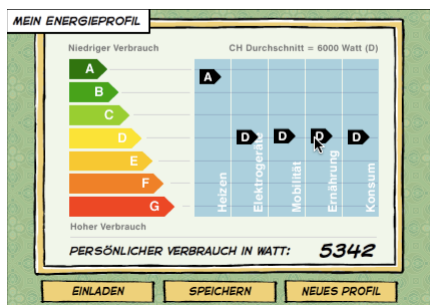 MEIN ENERGIEPROFIL
Niedriger Verbrauch
CH Durchschnitt = 6000 Watt (D)
A
B
C
D
E
F
G
A
D
D
D
D
Heizen
Elektrogeräte
Mobilität
Ernährung
Konsum
Hoher Verbrauch
PERSÖNLICHER VERBRAUCH IN WATT: 5342
EINLADEN
SPEICHERN
NEUES PROFIL